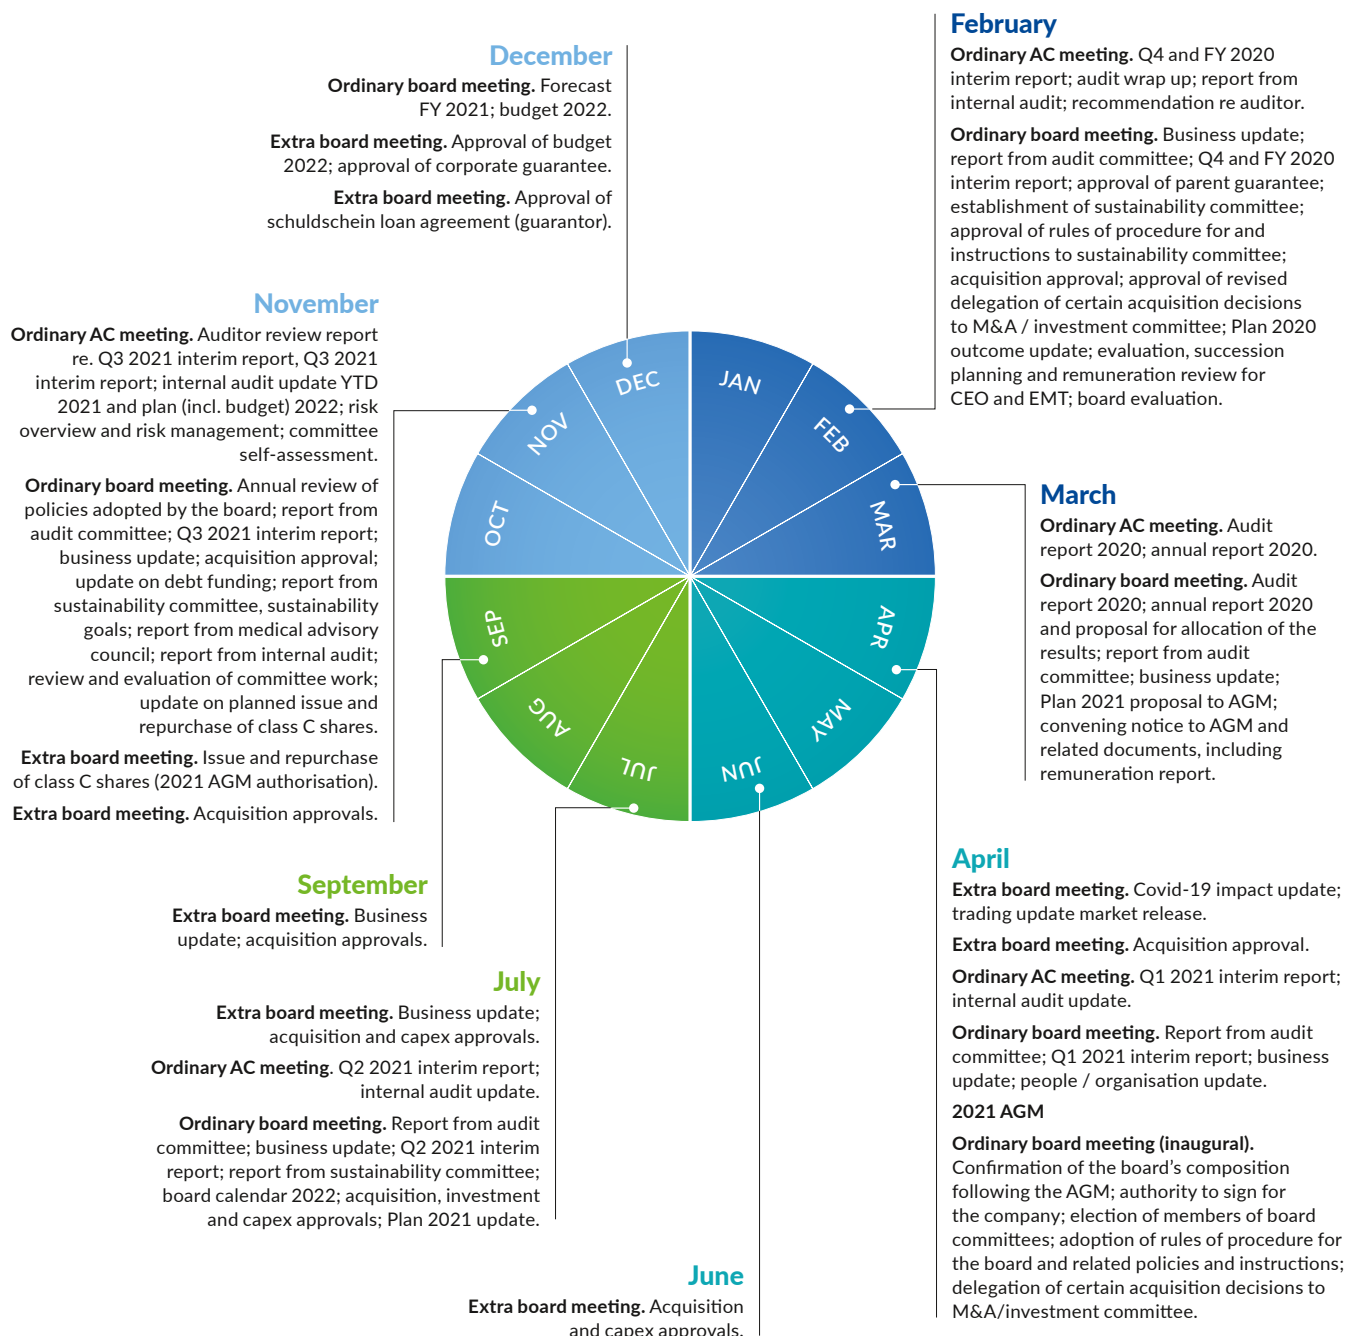 February
Ordinary AC meeting. Q4 and FY 2020
interim report; audit wrap up; report from
internal audit; recommendation re auditor.
Ordinary board meeting. Business update;
report from audit committee; Q4 and FY 2020
interim report; approval of parent guarantee;
establishment of sustainability committee;
approval of rules of procedure for and
instructions to sustainability committee;
acquisition approval; approval of revised
delegation of certain acquisition decisions
to M&A / investment committee; Plan 2020
outcome update; evaluation, succession
planning and remuneration review for
CEO and EMT; board evaluation.
December
Ordinary board meeting. Forecast
FY 2021; budget 2022.
Extra board meeting. Approval of budget
2022; approval of corporate guarantee.
Extra board meeting. Approval of
schuldschein loan agreement (guarantor).
November
Ordinary AC meeting. Auditor review report
re. Q3 2021 interim report, Q3 2021
interim report; internal audit update YTD
2021 and plan (incl. budget) 2022; risk
overview and risk management; committee
self-assessment.
Ordinary board meeting. Annual review of
policies adopted by the board; report from
audit committee; Q3 2021 interim report;
business update; acquisition approval;
update on debt funding; report from
sustainability committee, sustainability
goals; report from medical advisory
council; report from internal audit;
review and evaluation of committee work;
update on planned issue and
repurchase of class C shares.
Extra board meeting. Issue and repurchase
of class C shares (2021 AGM authorisation).
Extra board meeting. Acquisition approvals.
JAN
FEB
MAR
APR
MAY
JUN
JUL
AUG
SEP
OCT
NOV
DEC
March
Ordinary AC meeting. Audit
report 2020; annual report 2020.
Ordinary board meeting. Audit
report 2020; annual report 2020
and proposal for allocation of the
results; report from audit
committee; business update;
Plan 2021 proposal to AGM;
convening notice to AGM and
related documents, including
remuneration report.
April
Extra board meeting. Covid-19 impact update;
trading update market release.
Extra board meeting. Acquisition approval.
Ordinary AC meeting. Q1 2021 interim report;
internal audit update.
Ordinary board meeting. Report from audit
committee; Q1 2021 interim report; business
update; people / organisation update.
2021 AGM
Ordinary board meeting (inaugural).
Confirmation of the board's composition
following the AGM; authority to sign for
the company; election of members of board
committees; adoption of rules of procedure for
the board and related policies and instructions;
delegation of certain acquisition decisions to
M&A/investment committee.
September
Extra board meeting. Business
update; acquisition approvals.
July
Extra board meeting. Business update;
acquisition and capex approvals.
Ordinary AC meeting. Q2 2021 interim report;
internal audit update.
Ordinary board meeting. Report from audit
committee; business update; Q2 2021 interim
report; report from sustainability committee;
board calendar 2022; acquisition, investment
and capex approvals; Plan 2021 update.
June
Extra board meeting. Acquisition
and capex approvals.